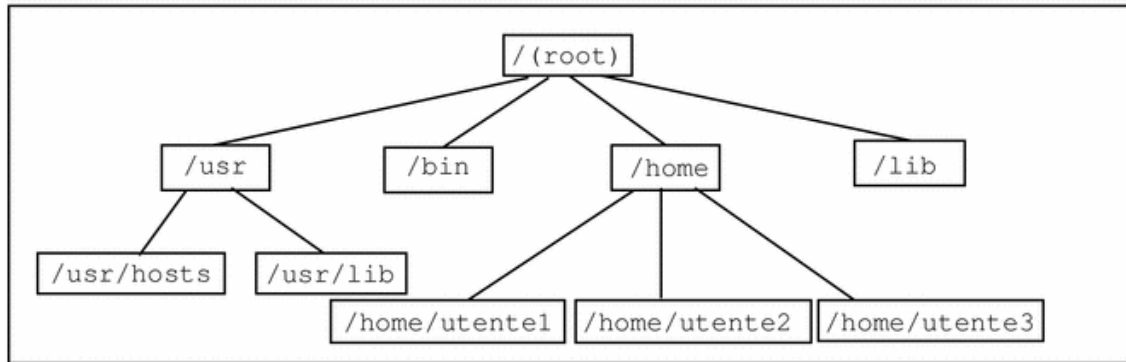 /(root)
/usr
/bin
/home
/lib
/usr/hosts
/usr/lib
/home/utente1
/home/utente2
/home/utente3